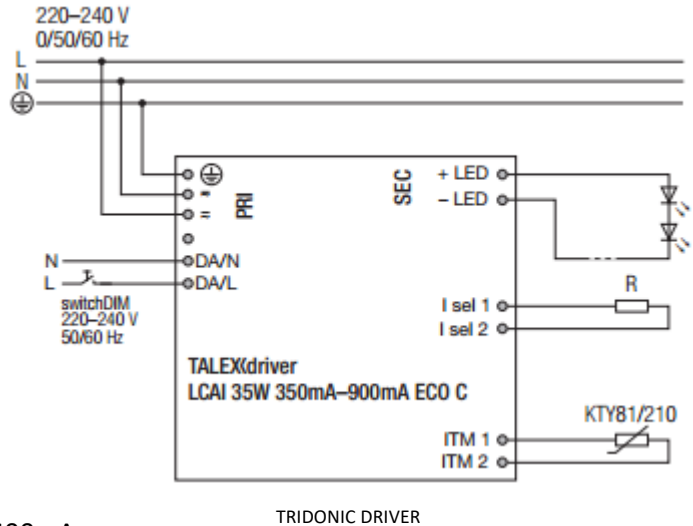 220–240 V
0/50/60 Hz
L
N
PRI
SEC
+ LED
– LED
N
DA/N
L
DA/L
switchDIM
220–240 V
50/60 Hz
R
I sel 1
I sel 2
TALEXXdriver
LCAI 35W 350mA–900mA ECO C
KTY81/210
ITM 1
ITM 2
TRIDONIC DRIVER